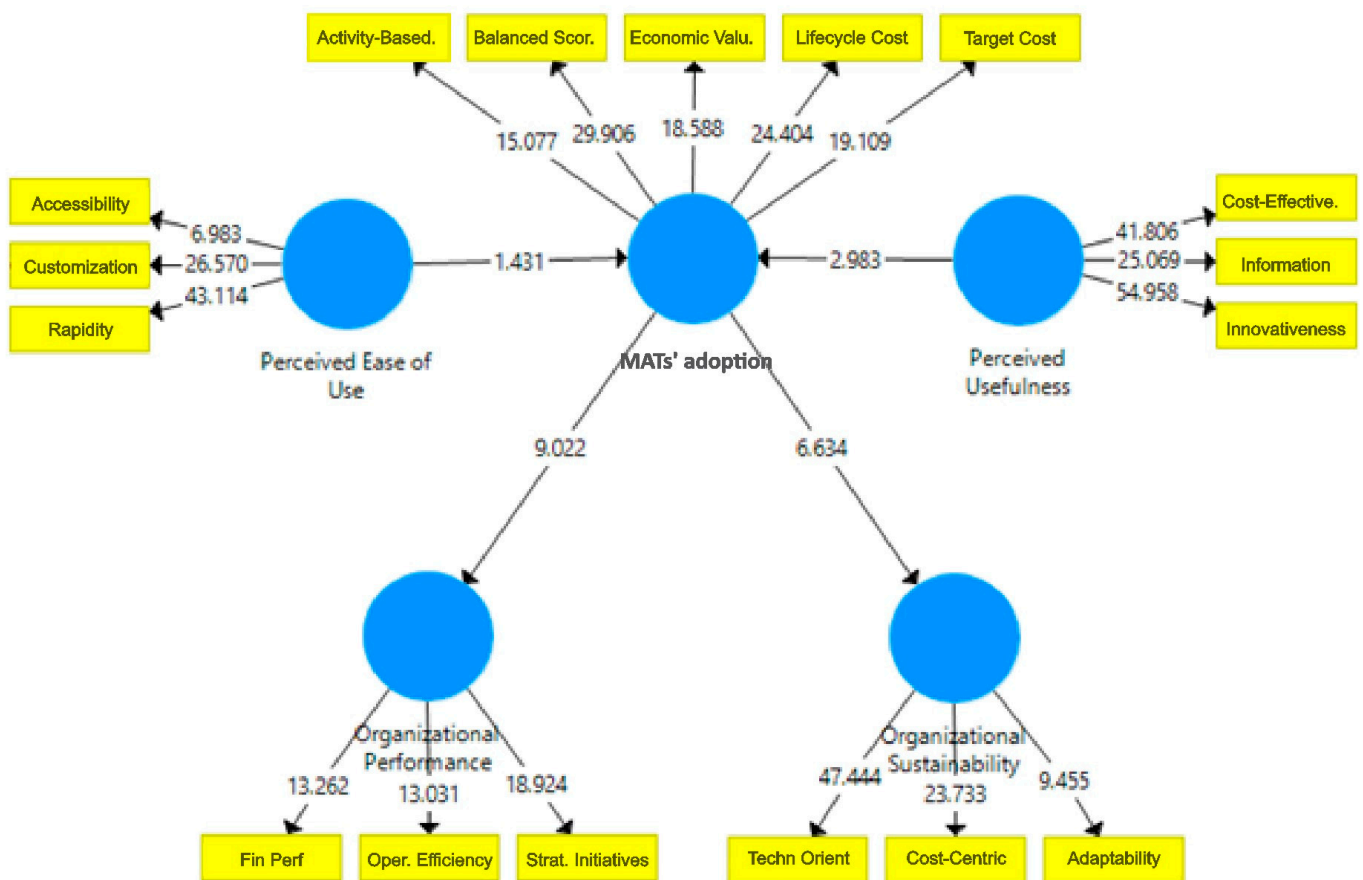 Activity-Based.
Balanced Scor.
Economic Valu.
Lifecycle Cost
Target Cost
15.077
29.906
18.588
24.404
19.109
Accessibility
Customization
Rapidity
6.983
26.570
43.114
1.431
2.983
41.806
25.069
54.958
Cost-Effective.
Information
Innovativeness
Perceived Ease of
Use
MATs' adoption
Perceived
Usefulness
9.022
6.634
Organizational
Performance
Organizational
Sustainability
13.262
13.031
18.924
47.444
23.733
9.455
Fin Perf
Oper. Efficiency
Strat. Initiatives
Techn Orient
Cost-Centric
Adaptability